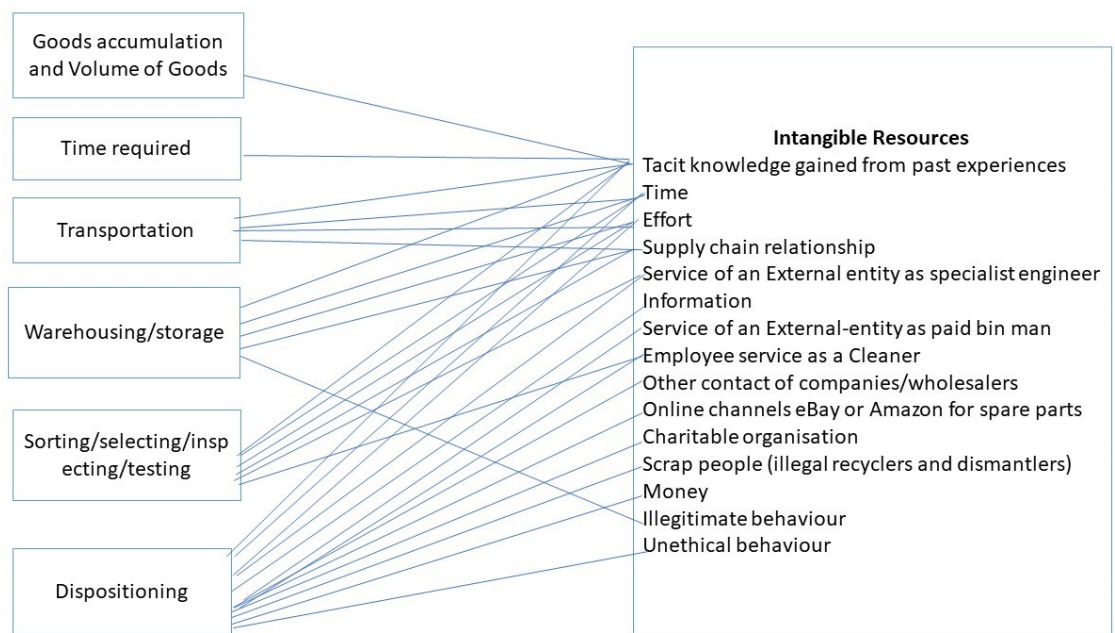 Goods accumulation
and Volume of Goods
Time required
Transportation
Warehousing/storage
Sorting/selecting/insp
ecting/testing
Dispositioning
Intangible Resources
Tacit knowledge gained from past experiences
Time
Effort
Supply chain relationship
Service of an External entity as specialist engineer
Information
Service of an External-entity as paid bin man
Employee service as a Cleaner
Other contact of companies/wholesalers
Online channels eBay or Amazon for spare parts
Charitable organisation
Scrap people (illegal recyclers and dismantlers)
Money
Illegitimate behaviour
Unethical behaviour